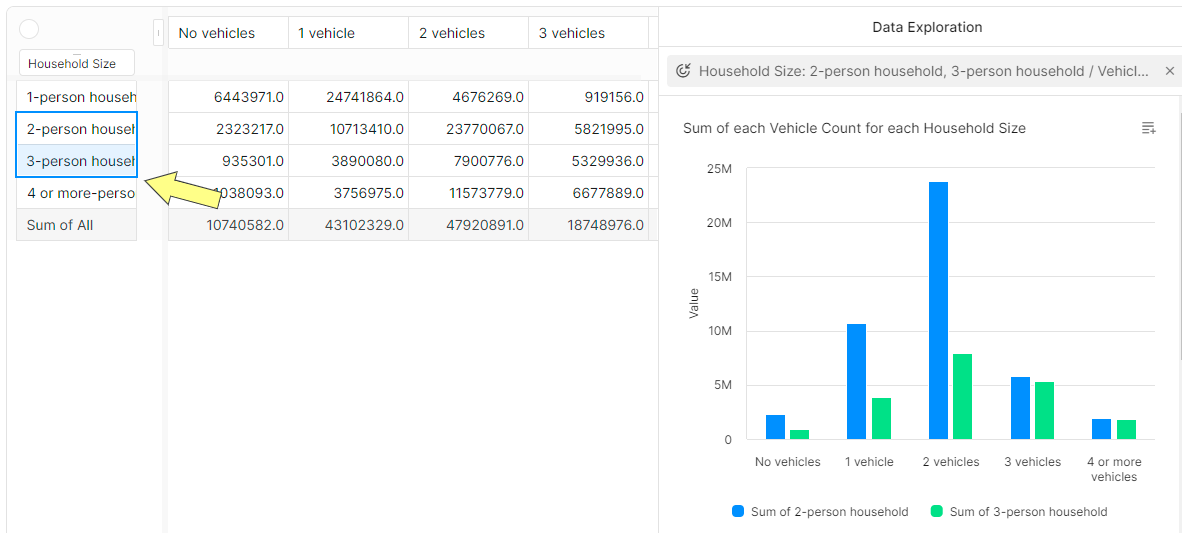 No vehicles 1 vehicle 2 vehicles 3 vehicles
Household Size
1-person househ 6443971.0 24741864.0 4676269.0 919156.0
2-person househ 2323217.0 10713410.0 23770067.0 5821995.0
3-person househ 935301.0 3890080.0 7900776.0 5329936.0
4 or more-perso 1038093.0 3756975.0 11573779.0 6677889.0
Sum of All 10740582.0 43102329.0 47920891.0 18748976.0
Data Exploration
Household Size: 2-person household, 3-person household / Vehicl...
Sum of each Vehicle Count for each Household Size
25M
20M
15M
10M
5M
0
Value
No vehicles 1 vehicle 2 vehicles 3 vehicles 4 or more
vehicles
Sum of 2-person household Sum of 3-person household